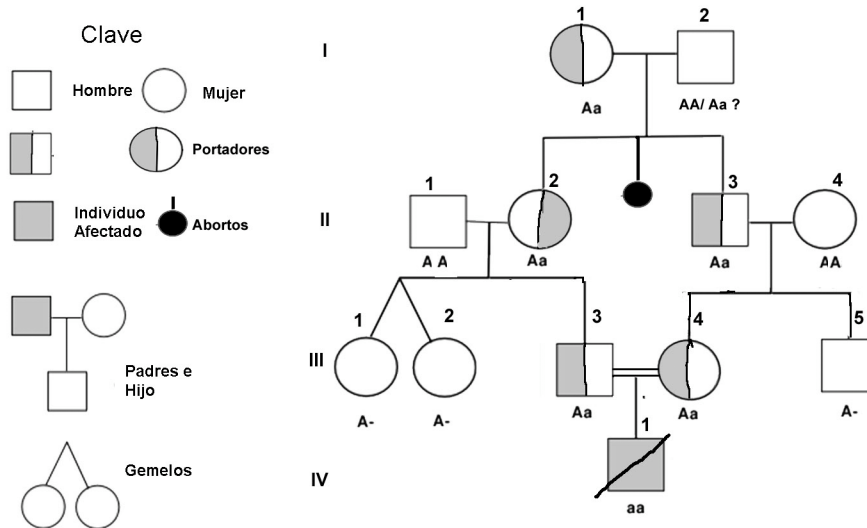 Clave
Hombre
Mujer
Portadores
Individuo
Afectado
Abortos
Padres e
Hijo
Gemelos
I
1
2
Aa
AA/ Aa ?
II
1
2
3
4
A A
Aa
Aa
AA
III
1
2
3
4
5
A-
A-
Aa
Aa
A-
IV
1
aa